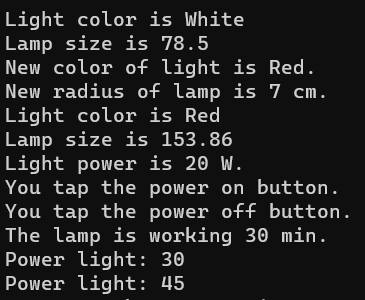 Light color is White
Lamp size is 78.5
New color of light is Red.
New radius of lamp is 7 cm.
Light color is Red
Lamp size is 153.86
Light power is 20 W.
You tap the power on button.
You tap the power off button.
The lamp is working 30 min.
Power light: 30
Power light: 45